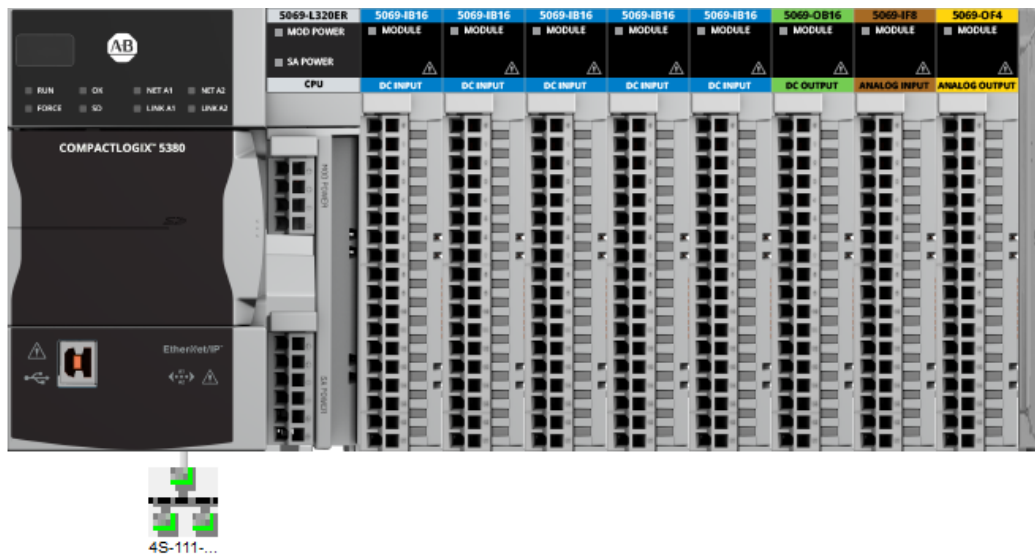 5069-L320ER 5069-IB16 5069-IB16 5069-IB16 5069-IB16 5069-IB16 5069-OB16 5069-IF8 5069-OF4
MOD POWER MODULE MODULE MODULE MODULE MODULE MODULE MODULE MODULE
AB
SA POWER
CPU DC INPUT DC INPUT DC INPUT DC INPUT DC INPUT DC OUTPUT ANALOG INPUT ANALOG OUTPUT
RUN OK NET A1 NET A2
FORCE SD LINK A1 LINK A2
COMPACTLOGIX™ 5380
MOD POWER
EtherNet/IP™
SA POWER
4S-111-...